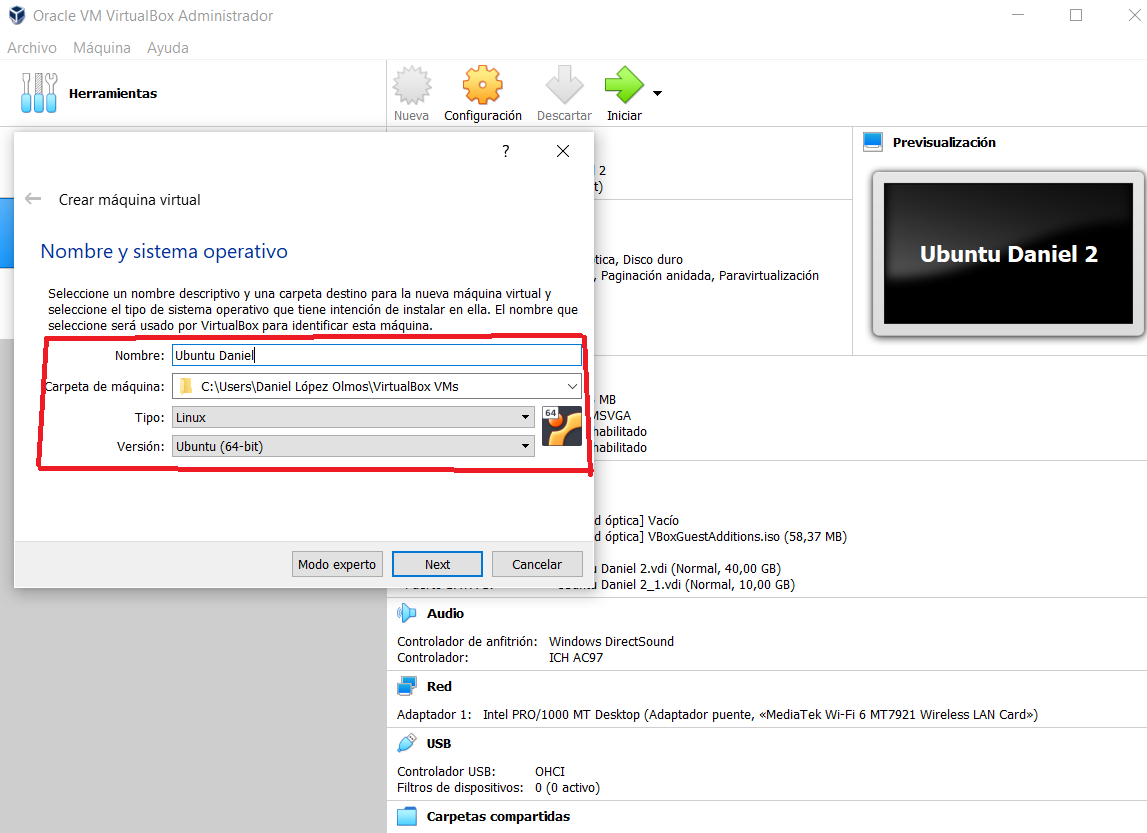 Oracle VM VirtualBox Administrador
Archivo Máquina Ayuda
Herramientas
Nueva Configuración Descartar Iniciar
? 
Crear máquina virtual
Nombre y sistema operativo
Seleccione un nombre descriptivo y una carpeta destino para la nueva máquina virtual y
seleccione el tipo de sistema operativo que tiene intención de instalar en ella. El nombre que
seleccione será usado por VirtualBox para identificar esta máquina.
Nombre: Ubuntu Daniel
Carpeta de máquina: C:\Users\Daniel López Olmos\VirtualBox VMs
Tipo: Linux
64
Versión: Ubuntu (64-bit)
Modo experto Next Cancelar
Previsualización
Ubuntu Daniel 2
2
t)
tica, Disco duro
, Paginación anidada, Paravirtualización
MB
MSVGA
habilitado
habilitado
d óptica] Vacío
d óptica] VBoxGuestAdditions.iso (58,37 MB)
Daniel 2.vdi (Normal, 40,00 GB)
Daniel 2_1.vdi (Normal, 10,00 GB)
Audio
Controlador de anfitrión: Windows DirectSound
Controlador: ICH AC97
Red
Adaptador 1: Intel PRO/1000 MT Desktop (Adaptador puente, «MediaTek Wi-Fi 6 MT7921 Wireless LAN Card»)
USB
Controlador USB: OHCI
Filtros de dispositivos: 0 (0 activo)
Carpetas compartidas